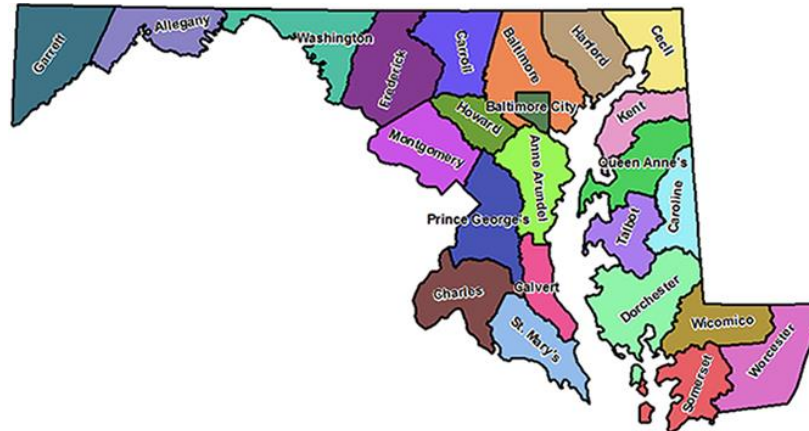 Garrett
Allegany
Washington
Frederick
Carroll
Baltimore
Harford
Cecil
Baltimore City
Howard
Kent
Montgomery
Anne Arundel
Queen Anne's
Caroline
Talbot
Prince George's
Charles
Calvert
Dorchester
St. Mary's
Wicomico
Worcester
Somerset